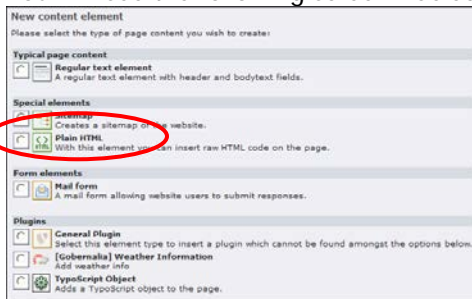 New content element
Please select the type of page content you wish to create:
Typical page content
Regular text element
A regular text element with header and bodytext fields.
Special elements
Sitemap
Creates a sitemap of the website.
Plain HTML
With this element you can insert raw HTML code on the page.
Form elements
Mail form
A mail form allowing website users to submit responses.
Plugins
General Plugin
Select this element type to insert a plugin which cannot be found amongst the options below.
[Gobernalia] Weather Information
Add weather info
TypoScript Object
Adds a TypoScript object to the page.